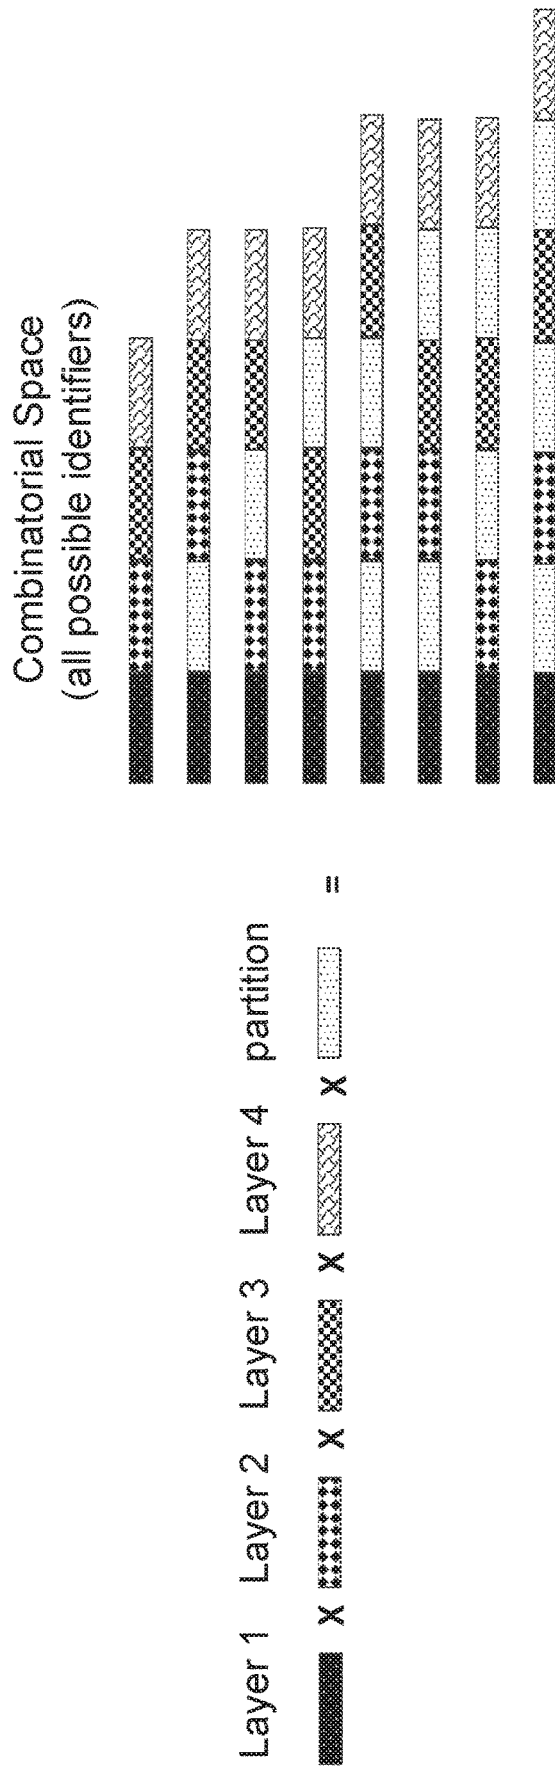 Layer 1 Layer 2 Layer 3 Layer 4 partition
X X X X =
Combinatorial Space
(all possible identifiers)